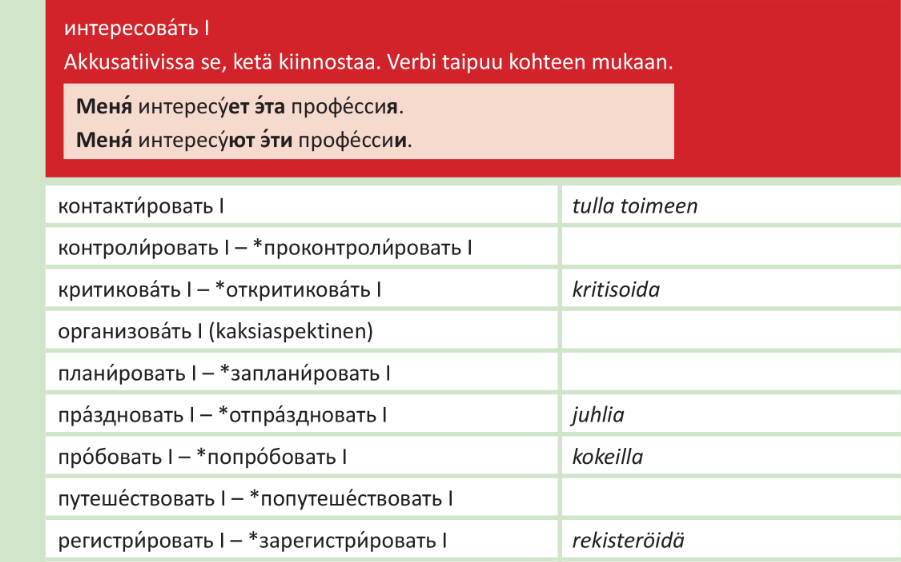 интересова́ть I
Akkusatiivissa se, ketä kiinnostaa. Verbi taipuu kohteen mukaan.
Меня́ интересу́ет э́та профе́ссия.
Меня́ интересу́ют э́ти профе́ссии.
контакти́ровать I tulla toimeen
контроли́ровать I – *проконтроли́ровать I
критикова́ть I – *откритикова́ть I kritisoida
организова́ть I (kaksiaspektinen)
плани́ровать I – *заплани́ровать I
пра́здновать I – *отпра́здновать I juhlia
про́бовать I – *попро́бовать I kokeilla
путеше́ствовать I – *попутеше́ствовать I
регистри́ровать I – *зарегистри́ровать I rekisteröidä